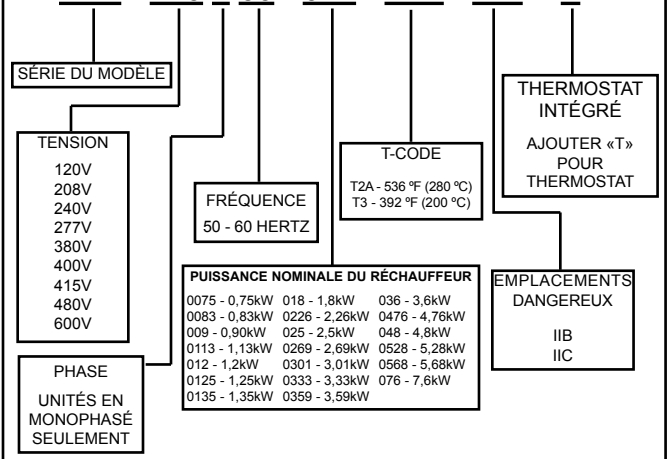 SÉRIE DU MODÈLE
TENSION
120V
208V
240V
277V
380V
400V
415V
480V
600V
PHASE
UNITÉS EN
MONOPHASÉ
SEULEMENT
FRÉQUENCE
50 - 60 HERTZ
PUISSANCE NOMINALE DU RÉCHAUFFEUR
0075 - 0,75kW 018 - 1,8kW 036 - 3,6kW
0083 - 0,83kW 0226 - 2,26kW 0476 - 4,76kW
009 - 0,90kW 025 - 2,5kW 048 - 4,8kW
0113 - 1,13kW 0269 - 2,69kW 0528 - 5,28kW
012 - 1,2kW 0301 - 3,01kW 0568 - 5,68kW
0125 - 1,25kW 0333 - 3,33kW 076 - 7,6kW
0135 - 1,35kW 0359 - 3,59kW
T-CODE
T2A - 536 ºF (280 ºC)
T3 - 392 ºF (200 ºC)
EMPLACEMENTS
DANGEREUX
IIB
IIC
THERMOSTAT
INTÉGRÉ
AJOUTER «T»
POUR
THERMOSTAT